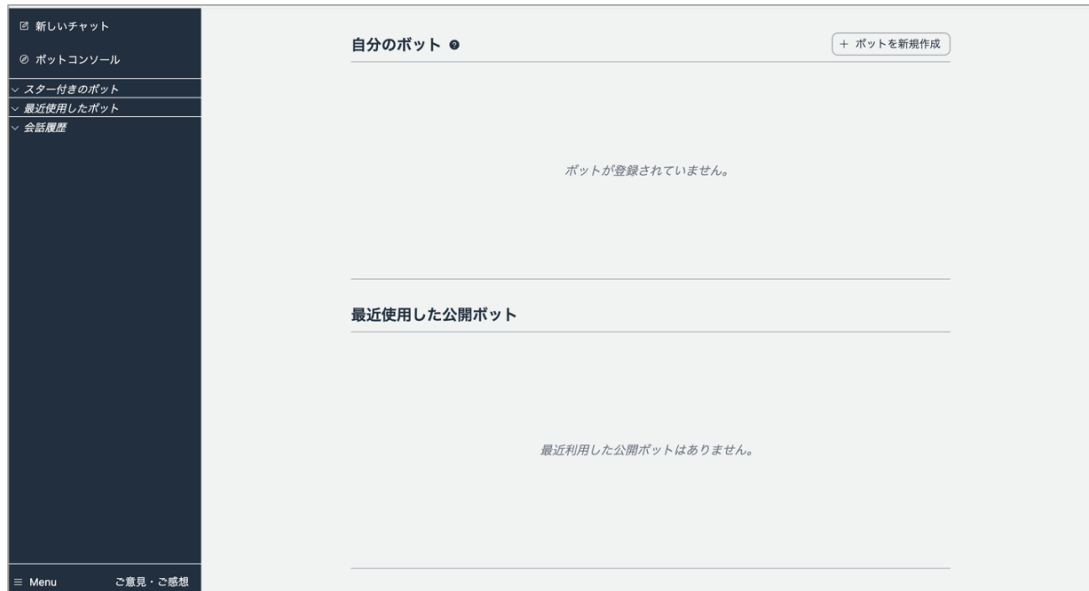 新しいチャット
ボットコンソール
スター付きのボット
最近使用したボット
会話履歴
Menu
ご意見・ご感想
自分のボット
+ ボットを新規作成
ボットが登録されていません。
最近使用した公開ボット
最近利用した公開ボットはありません。